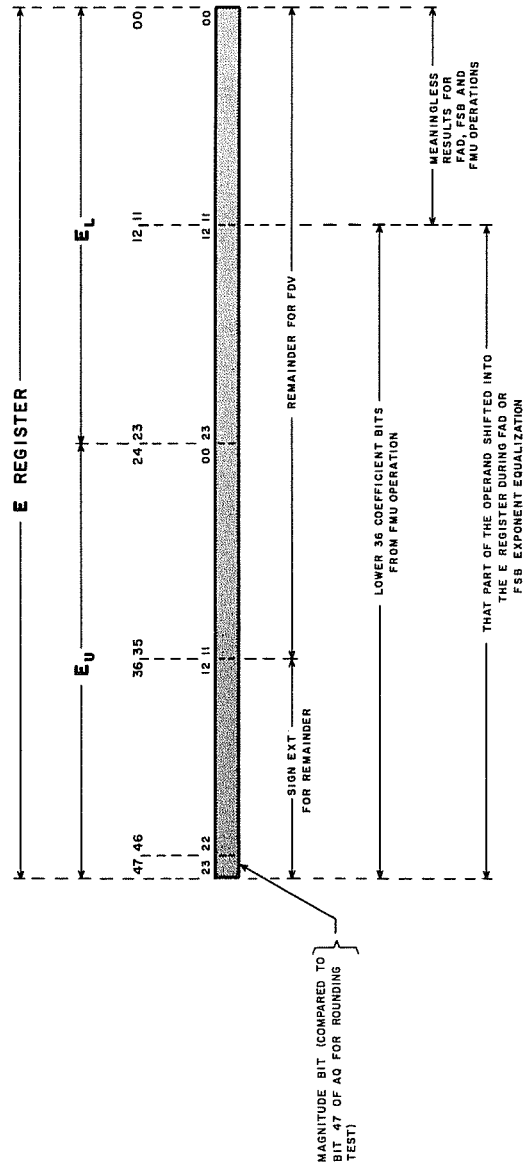 E REGISTER
EU
EL
47 46
36 35
24 23
12 11
00
23 22
12 11
00 23
12 11
00
SIGN EXT
FOR REMAINDER
REMAINDER FOR FDV
LOWER 36 COEFFICIENT BITS
FROM FMU OPERATION
MEANINGLESS
RESULTS FOR
FAD, FSB AND
FMU OPERATIONS
THAT PART OF THE OPERAND SHIFTED INTO
THE E REGISTER DURING FAD OR
FSB EXPONENT EQUALIZATION
MAGNITUDE BIT (COMPARED TO
BIT 47 OF AQ FOR ROUNDING
TEST)